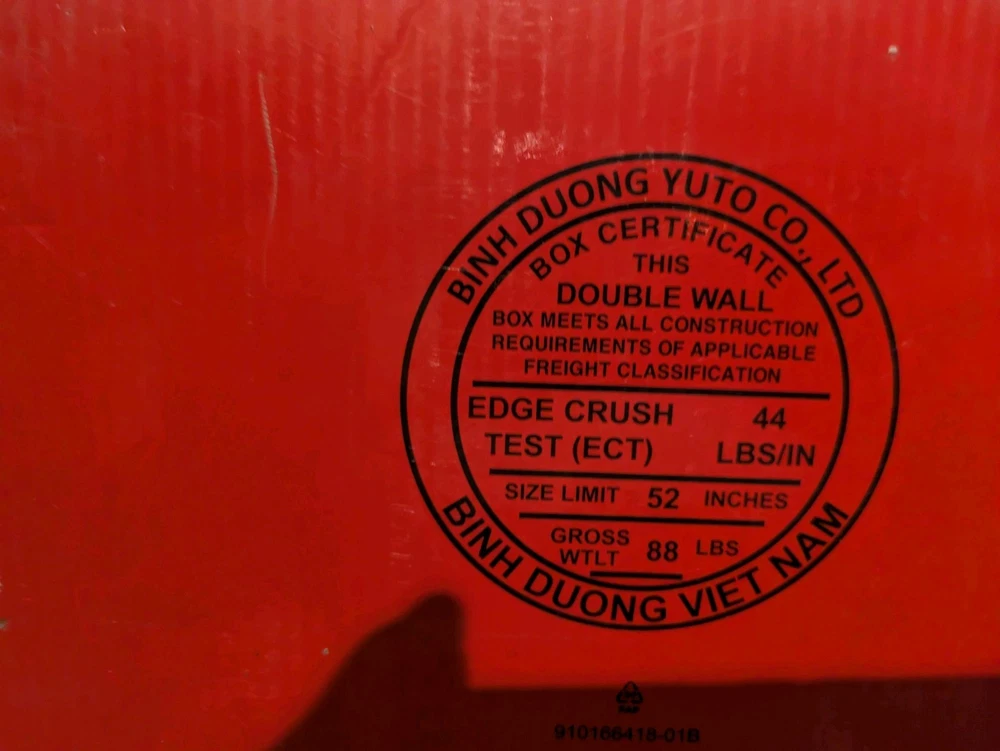 BINH DUONG YUTO CO., LTD
BOX CERTIFICATE
THIS
DOUBLE WALL
BOX MEETS ALL CONSTRUCTION
REQUIREMENTS OF APPLICABLE
FREIGHT CLASSIFICATION
EDGE CRUSH 44
TEST (ECT) LBS/IN
SIZE LIMIT 52 INCHES
GROSS
WTLT 88 LBS
BINH DUONG VIET NAM
PAP
910166418-01B